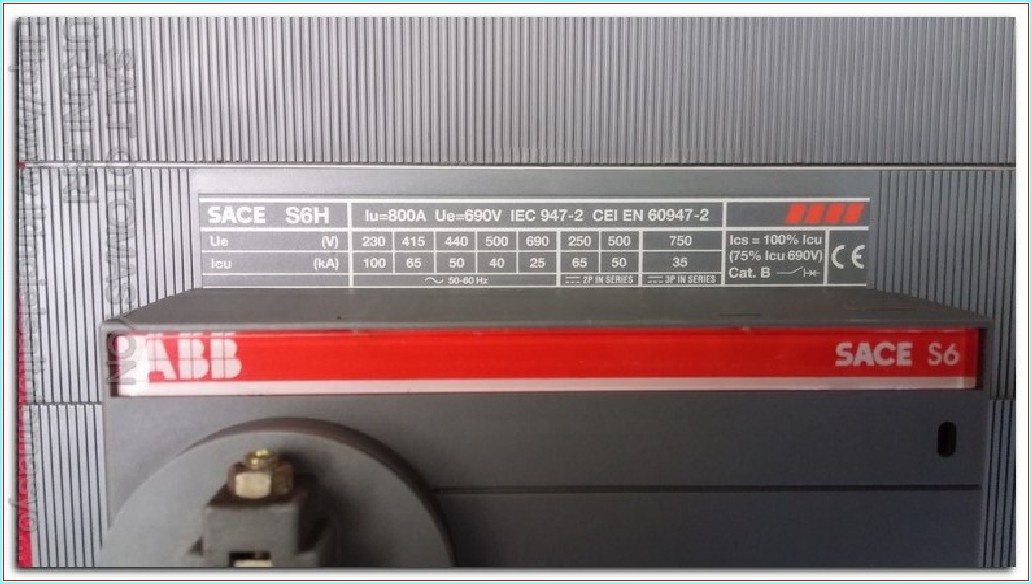 SACE S6H Iu=800A Ue=690V IEC 947-2 CEI EN 60947-2
Ue (V) 230 415 440 500 690 250 500 750 Ics = 100% Icu
(75% Icu 690V)
Icu (kA) 100 65 50 40 25 65 50 35
Cat. B
50-60 Hz 2P IN SERIES 3P IN SERIES
CE
ABB SACE S6